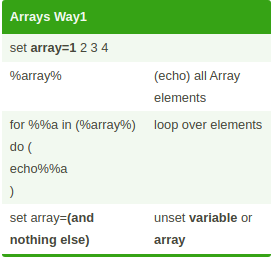 Arrays Way1
set array=1 2 3 4
%array%
(echo) all Array
elements
for %%a in (%array%)
do (
echo%%a
)
loop over elements
set array=(and
nothing else)
unset variable or
array